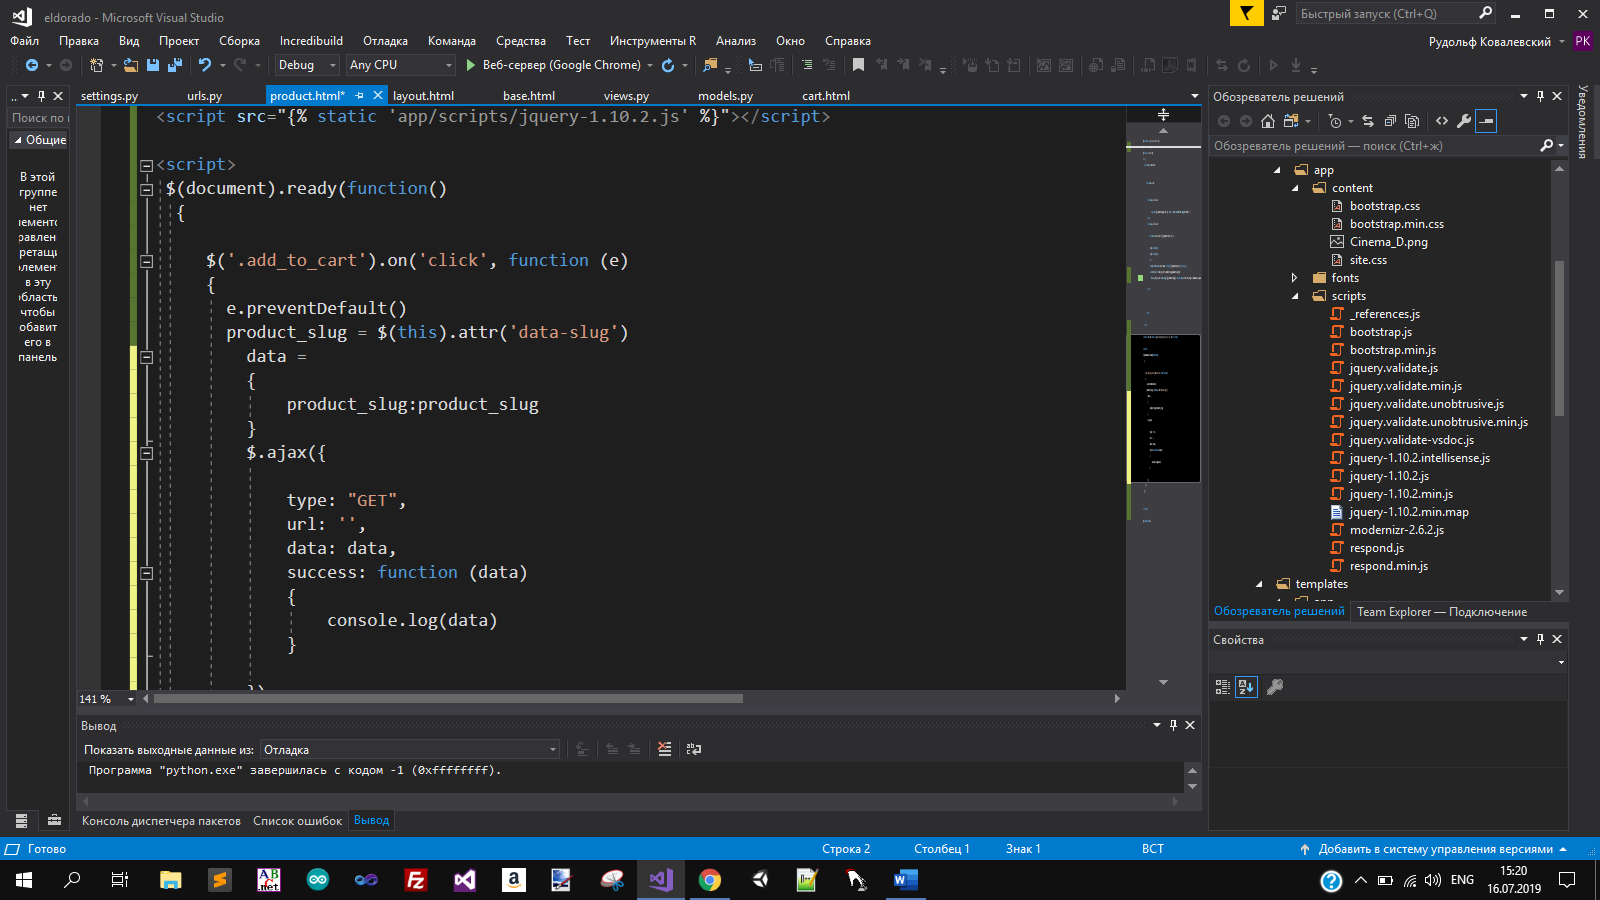 eldorado - Microsoft Visual Studio
Быстрый запуск (Ctrl+Q)
Файл Правка Вид Проект Сборка Incredibuild Отладка Команда Средства Тест Инструменты R Анализ Окно Справка
Рудольф Ковалевский PK
Debug Any CPU Веб-сервер (Google Chrome)
... settings.py urls.py product.html* layout.html base.html views.py models.py cart.html
Поиск по
Общие
В этой
группе
нет
в эту
чтобы
его в
панель
<script src="{% static 'app/scripts/jquery-1.10.2.js' %}"></script>
<script>
$(document).ready(function()
{
$('.add_to_cart').on('click', function (e)
{
e.preventDefault()
product_slug = $(this).attr('data-slug')
data =
{
product_slug:product_slug
}
$.ajax({
type: "GET",
url: '',
data: data,
success: function (data)
{
console.log(data)
}
})
141 %
Вывод
Показать выходные данные из: Отладка
Программа "python.exe" завершилась с кодом -1 (0xffffffff).
Консоль диспетчера пакетов Список ошибок Вывод
Обозреватель решений
Обозреватель решений — поиск (Ctrl+ж)
app
content
bootstrap.css
bootstrap.min.css
Cinema_D.png
site.css
fonts
scripts
_references.js
bootstrap.js
bootstrap.min.js
jquery.validate.js
jquery.validate.min.js
jquery.validate.unobtrusive.js
jquery.validate.unobtrusive.min.js
jquery.validate-vsdoc.js
jquery-1.10.2.intellisense.js
jquery-1.10.2.js
jquery-1.10.2.min.js
jquery-1.10.2.min.map
modernizr-2.6.2.js
respond.js
respond.min.js
templates
Обозреватель решений Team Explorer — Подключение
Свойства
Уведомления
Готово Строка 2 Столбец 1 Знак 1 ВСТ Добавить в систему управления версиями
ENG
15:20
16.07.2019